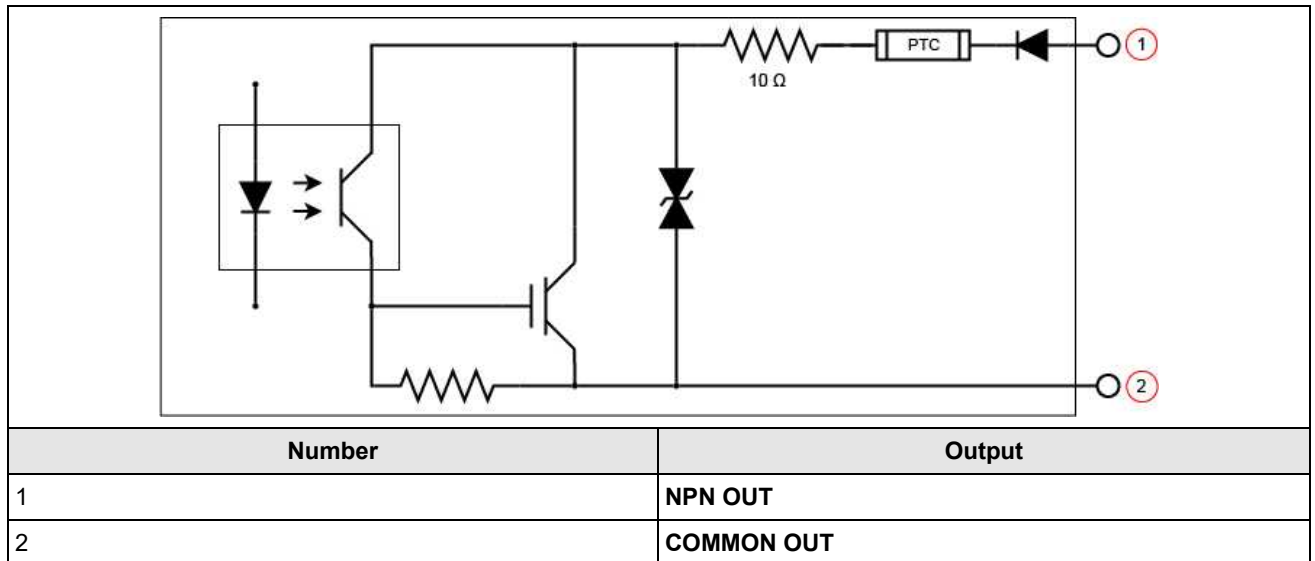 PTC
1
10 Ω
2
Number Output
1 NPN OUT
2 COMMON OUT